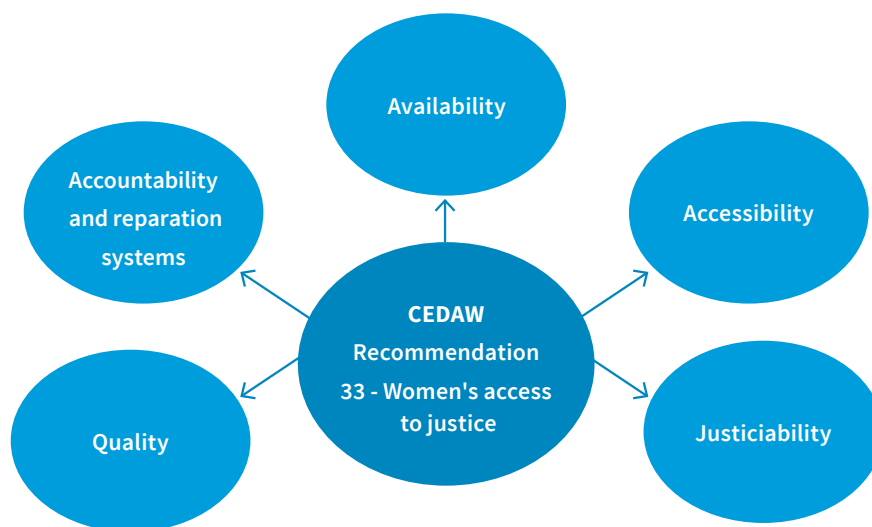 Availability
Accountability
and reparation
systems
Accessibility
CEDAW
Recommendation
33 - Women's access
to justice
Quality
Justiciability